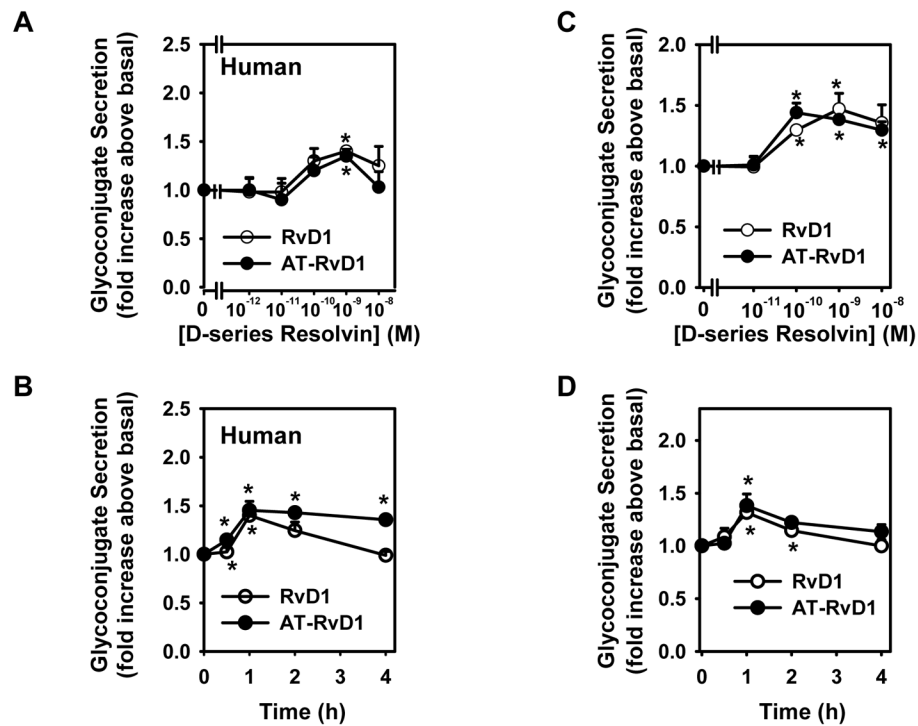 A
Glycoconjugate Secretion
(fold increase above basal)
2.5
2.0
1.5
1.0
0.5
0.0
Human
*
*
RvD1
AT-RvD1
0 10⁻¹² 10⁻¹¹ 10⁻¹⁰ 10⁻⁹ 10⁻⁸
[D-series Resolvin] (M)
C
Glycoconjugate Secretion
(fold increase above basal)
2.0
1.5
1.0
0.5
0.0
* *
* * *
RvD1
AT-RvD1
0 10⁻¹¹ 10⁻¹⁰ 10⁻⁹ 10⁻⁸
[D-series Resolvin] (M)
B
Glycoconjugate Secretion
(fold increase above basal)
2.5
2.0
1.5
1.0
0.5
0.0
Human
* * * *
* *
RvD1
AT-RvD1
0 1 2 3 4
Time (h)
D
Glycoconjugate Secretion
(fold increase above basal)
2.0
1.5
1.0
0.5
0.0
*
* *
RvD1
AT-RvD1
0 1 2 3 4
Time (h)